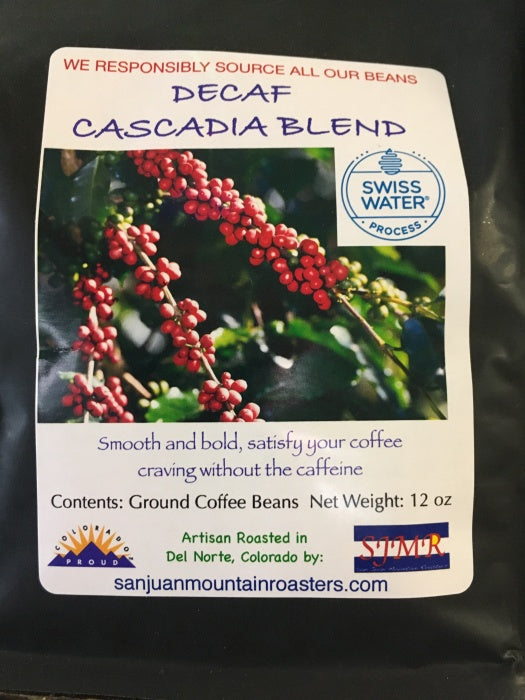 WE RESPONSIBLY SOURCE ALL OUR BEANS
DECAF
CASCADIA BLEND
SWISS
WATER®
PROCESS
Smooth and bold, satisfy your coffee
craving without the caffeine
Contents: Ground Coffee Beans Net Weight: 12 oz
COLORADO
PROUD
Artisan Roasted in
Del Norte, Colorado by:
SJMR
sanjuanmountainroasters.com